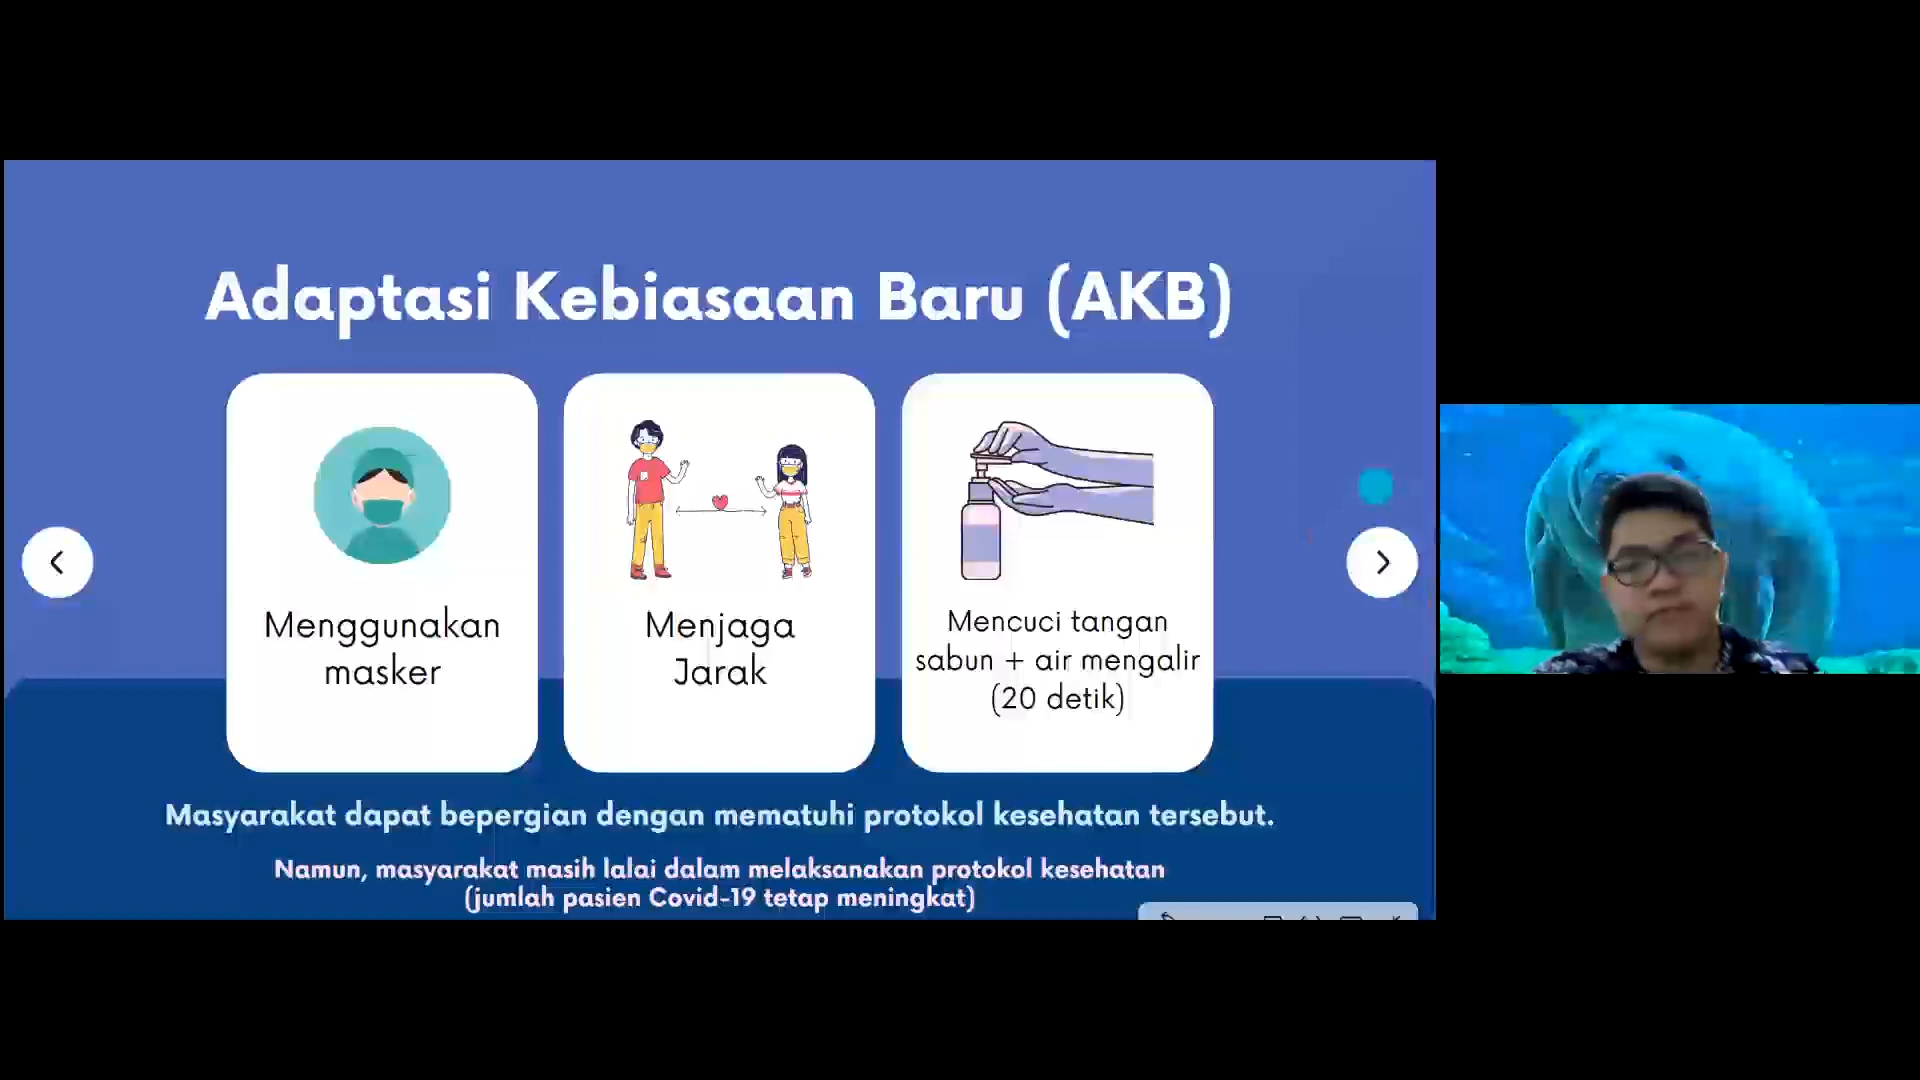 Adaptasi Kebiasaan Baru (AKB)
Menggunakan
masker
Menjaga
Jarak
Mencuci tangan
sabun + air mengalir
(20 detik)
Masyarakat dapat bepergian dengan mematuhi protokol kesehatan tersebut.
Namun, masyarakat masih lalai dalam melaksanakan protokol kesehatan
(jumlah pasien Covid-19 tetap meningkat)